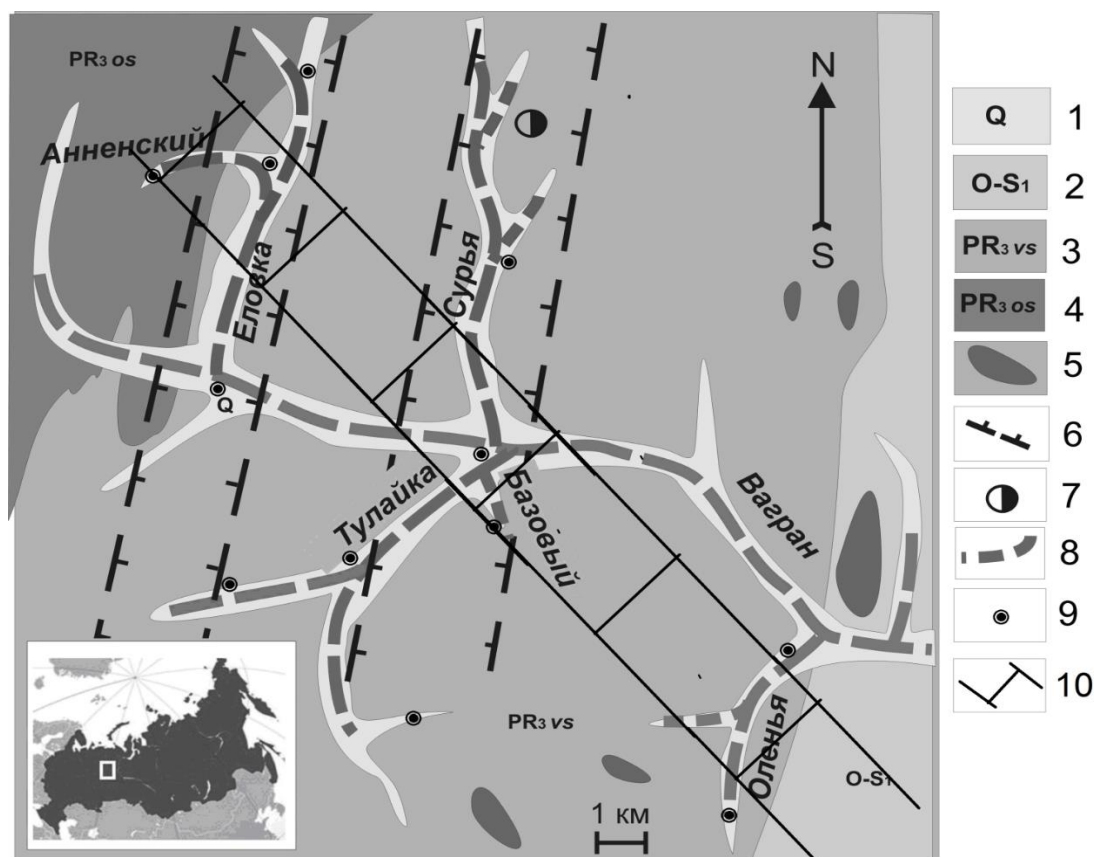 PR3 os
N
Анненский
S
Еловка
Сурья
Q
Тулайка
Базовый
Вагран
PR3 vs
Оленья
O-S1
1 км
Q 1
O-S1 2
PR3 vs 3
PR3 os 4
5
6
7
8
9
10